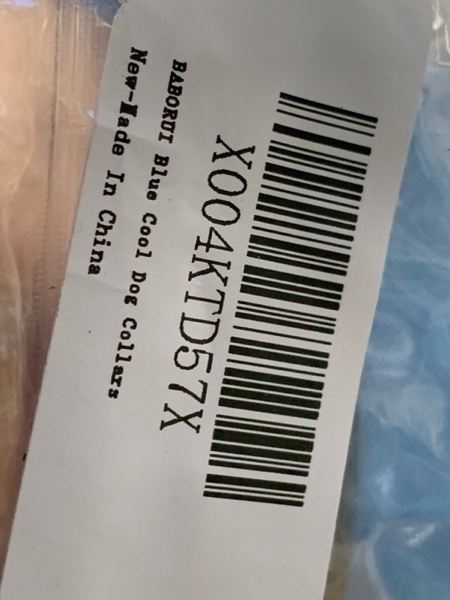 X004KTD57X
BABORUI Blue Cool Dog Collars
New-Made In China